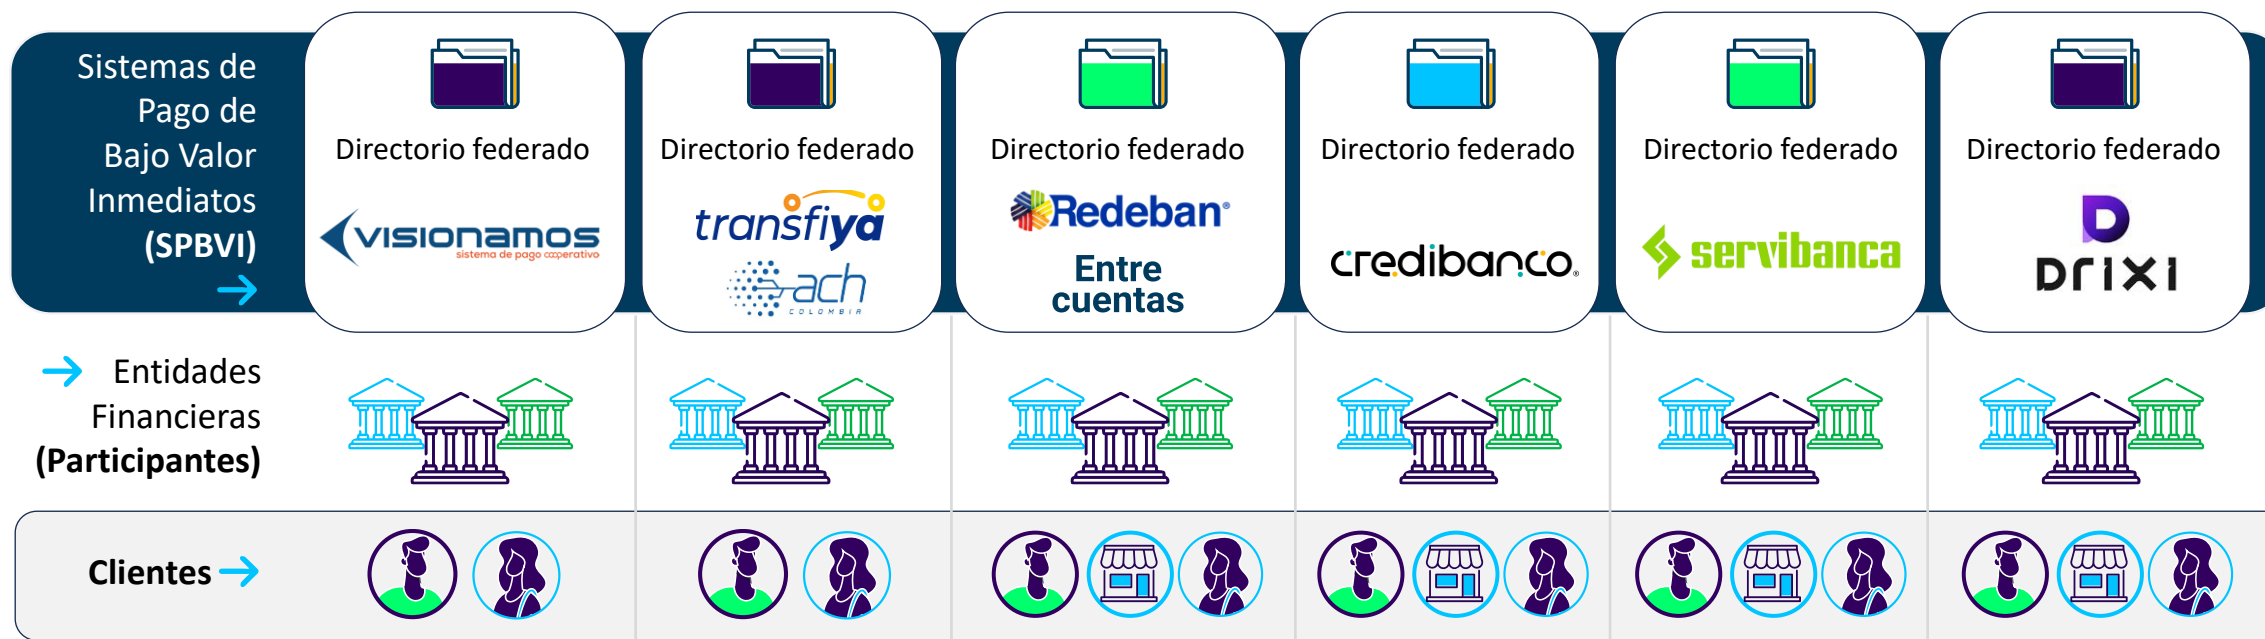 Sistemas de
Pago de
Bajo Valor
Inmediatos
(SPBVI)
Directorio federado
VISIONAMOS
sistema de pago cooperativo
Directorio federado
transfiya
ach
COLOMBIA
Directorio federado
Redeban®
Entre
cuentas
Directorio federado
credibanco®
Directorio federado
servibanca
Directorio federado
DRIXI
Entidades
Financieras
(Participantes)
Clientes